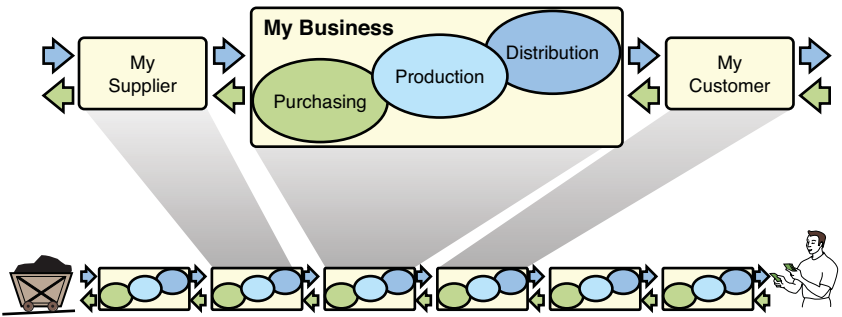 My
Supplier
My Business
Purchasing
Production
Distribution
My
Customer